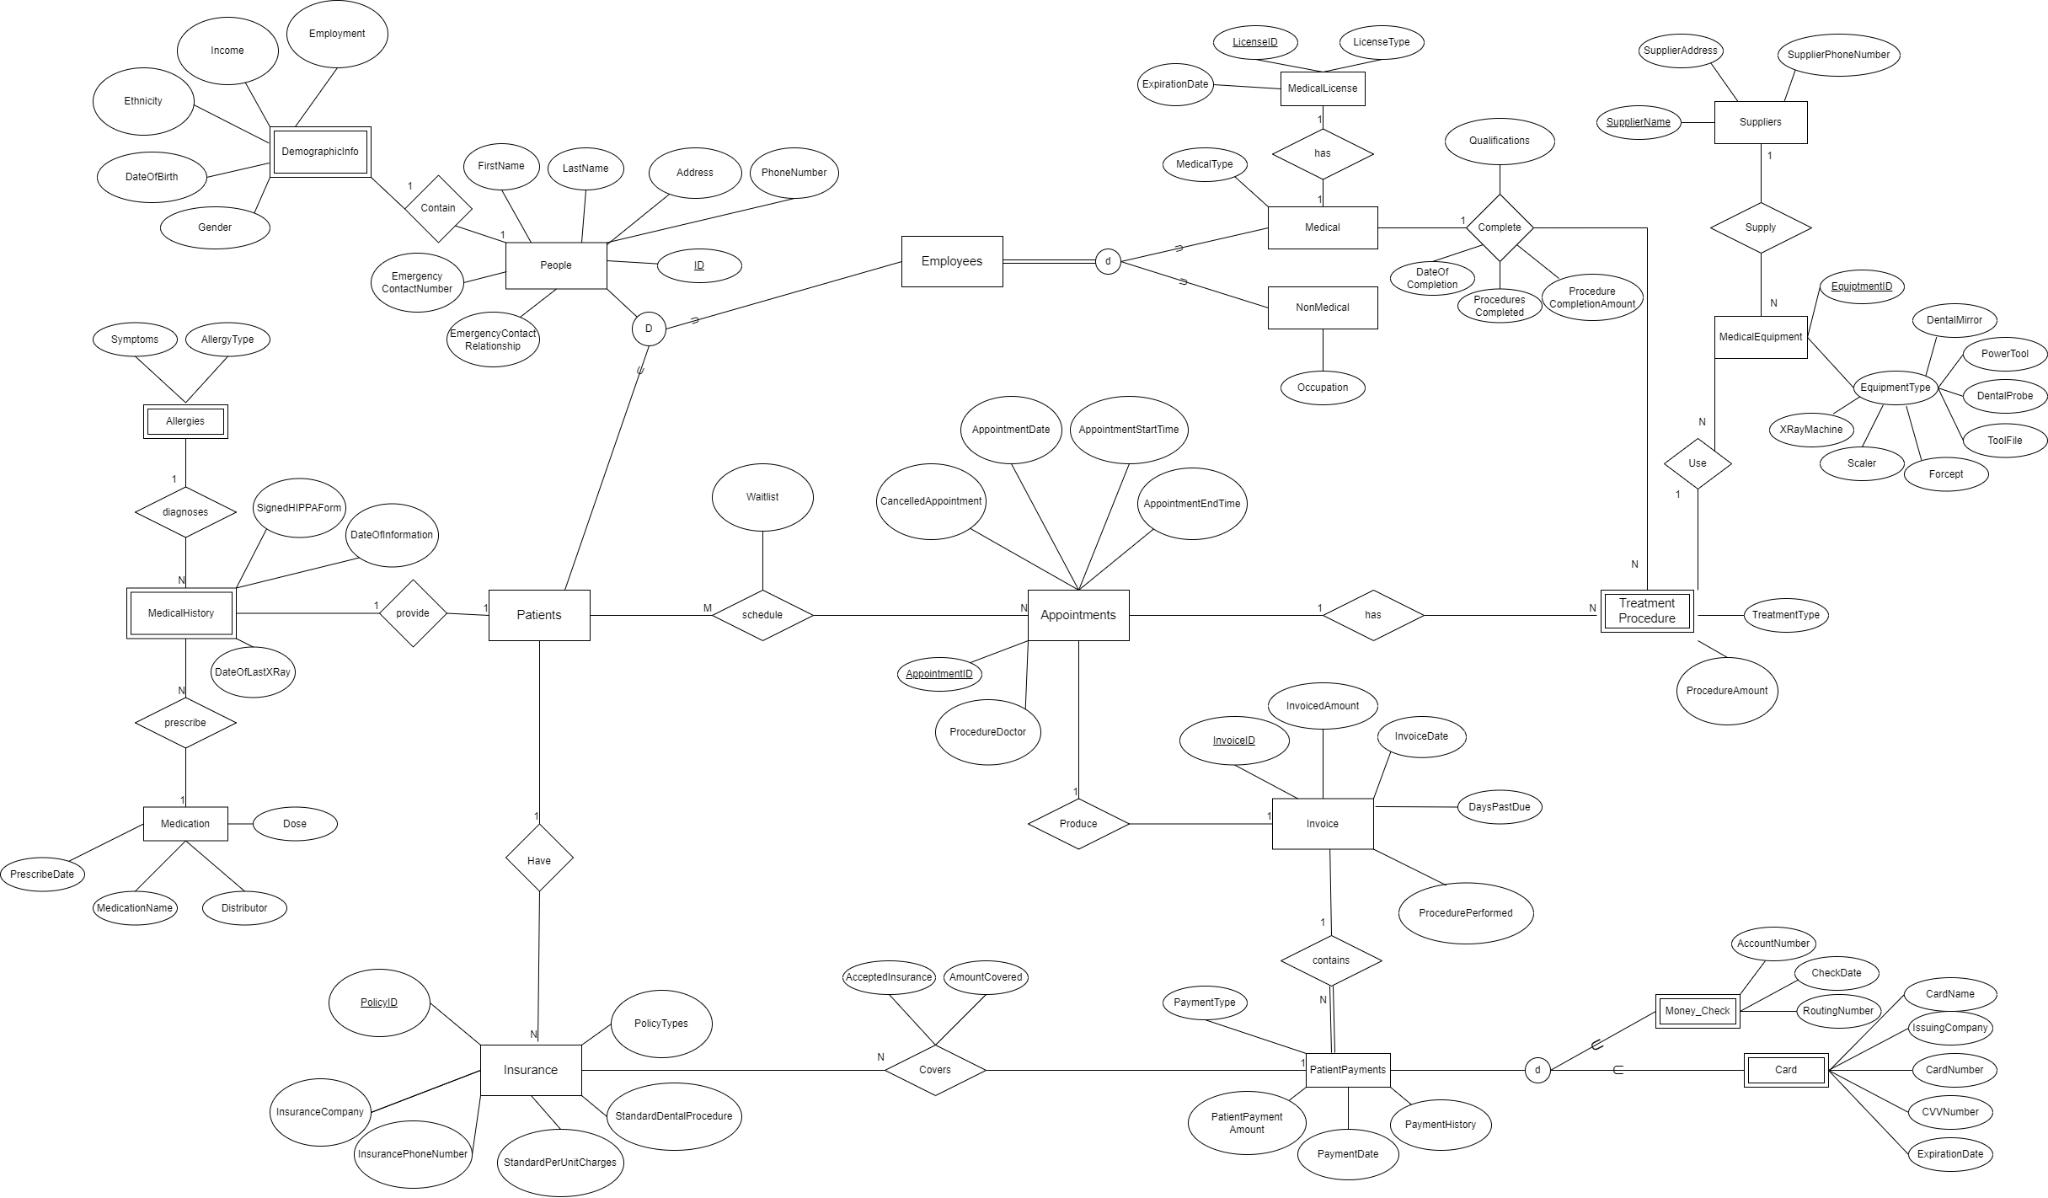 Employment
Income
Ethnicity
DemographicInfo
DateOfBirth
Gender
1
Contain
1
FirstName
LastName
Address
PhoneNumber
People
ID
Emergency
ContactNumber
EmergencyContact
Relationship
D
U
U
Employees
d
U
U
LicenseID
LicenseType
ExpirationDate
MedicalLicense
1
has
1
MedicalType
Medical
NonMedical
Occupation
Qualifications
1
Complete
DateOf
Completion
Procedures
Completed
Procedure
CompletionAmount
N
SupplierAddress
SupplierPhoneNumber
SupplierName
Suppliers
1
Supply
N
EquiptmentID
MedicalEquipment
DentalMirror
PowerTool
EquipmentType
DentalProbe
XRayMachine
ToolFile
Scaler
Forcept
N
Use
1
Symptoms
AllergyType
Allergies
1
diagnoses
N
SignedHIPPAForm
DateOfInformation
MedicalHistory
1
provide
1
Patients
DateOfLastXRay
N
prescribe
1
Medication
Dose
PrescribeDate
MedicationName
Distributor
Waitlist
M
schedule
N
AppointmentDate
AppointmentStartTime
CancelledAppointment
AppointmentEndTime
Appointments
AppointmentID
ProcedureDoctor
1
has
N
Treatment
Procedure
TreatmentType
ProcedureAmount
1
Produce
1
InvoicedAmount
InvoiceID
InvoiceDate
DaysPastDue
Invoice
ProcedurePerformed
1
contains
N
1
Have
N
PolicyID
PolicyTypes
Insurance
InsuranceCompany
InsurancePhoneNumber
StandardPerUnitCharges
StandardDentalProcedure
AcceptedInsurance
AmountCovered
N
Covers
1
PaymentType
PatientPayments
PatientPayment
Amount
PaymentDate
PaymentHistory
d
U
U
AccountNumber
CheckDate
Money_Check
RoutingNumber
Card
CardName
IssuingCompany
CardNumber
CVVNumber
ExpirationDate